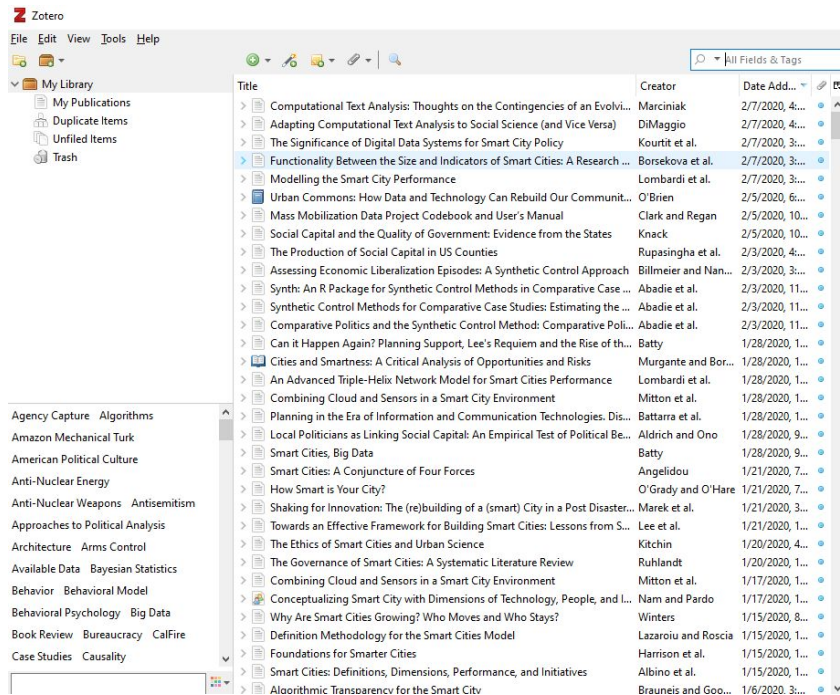 Zotero
File Edit View Tools Help
All Fields & Tags
My Library
My Publications
Duplicate Items
Unfiled Items
Trash
Title Creator Date Add...
Computational Text Analysis: Thoughts on the Contingencies of an Evolvi... Marciniak 2/7/2020, 4:...
Adapting Computational Text Analysis to Social Science (and Vice Versa) DiMaggio 2/7/2020, 4:...
The Significance of Digital Data Systems for Smart City Policy Kourtit et al. 2/7/2020, 3:...
Functionality Between the Size and Indicators of Smart Cities: A Research ... Borsekova et al. 2/7/2020, 3:...
Modelling the Smart City Performance Lombardi et al. 2/7/2020, 3:...
Urban Commons: How Data and Technology Can Rebuild Our Communit... O'Brien 2/5/2020, 6:...
Mass Mobilization Data Project Codebook and User's Manual Clark and Regan 2/5/2020, 10...
Social Capital and the Quality of Government: Evidence from the States Knack 2/5/2020, 10...
The Production of Social Capital in US Counties Rupasingha et al. 2/3/2020, 4:...
Assessing Economic Liberalization Episodes: A Synthetic Control Approach Billmeier and Nan... 2/3/2020, 3:...
Synth: An R Package for Synthetic Control Methods in Comparative Case ... Abadie et al. 2/3/2020, 11...
Synthetic Control Methods for Comparative Case Studies: Estimating the ... Abadie et al. 2/3/2020, 11...
Comparative Politics and the Synthetic Control Method: Comparative Poli... Abadie et al. 2/3/2020, 11...
Can it Happen Again? Planning Support, Lee's Requiem and the Rise of th... Batty 1/28/2020, 1...
Cities and Smartness: A Critical Analysis of Opportunities and Risks Murgante and Bor... 1/28/2020, 1...
An Advanced Triple-Helix Network Model for Smart Cities Performance Lombardi et al. 1/28/2020, 1...
Combining Cloud and Sensors in a Smart City Environment Mitton et al. 1/28/2020, 1...
Planning in the Era of Information and Communication Technologies. Dis... Battarra et al. 1/28/2020, 1...
Local Politicians as Linking Social Capital: An Empirical Test of Political Be... Aldrich and Ono 1/28/2020, 9...
Smart Cities, Big Data Batty 1/28/2020, 9...
Smart Cities: A Conjuncture of Four Forces Angelidou 1/21/2020, 7...
How Smart is Your City? O'Grady and O'Hare 1/21/2020, 7...
Shaking for Innovation: The (re)building of a (smart) City in a Post Disaster... Marek et al. 1/21/2020, 3...
Towards an Effective Framework for Building Smart Cities: Lessons from S... Lee et al. 1/21/2020, 1...
The Ethics of Smart Cities and Urban Science Kitchin 1/20/2020, 4...
The Governance of Smart Cities: A Systematic Literature Review Ruhlandt 1/20/2020, 1...
Combining Cloud and Sensors in a Smart City Environment Mitton et al. 1/17/2020, 1...
Conceptualizing Smart City with Dimensions of Technology, People, and I... Nam and Pardo 1/17/2020, 1...
Why Are Smart Cities Growing? Who Moves and Who Stays? Winters 1/15/2020, 8...
Definition Methodology for the Smart Cities Model Lazaroiu and Roscia 1/15/2020, 1...
Foundations for Smarter Cities Harrison et al. 1/15/2020, 1...
Smart Cities: Definitions, Dimensions, Performance, and Initiatives Albino et al. 1/15/2020, 1...
Algorithmic Transparency for the Smart City Brauneis and Goo... 1/6/2020, 3:...
Agency Capture Algorithms
Amazon Mechanical Turk
American Political Culture
Anti-Nuclear Energy
Anti-Nuclear Weapons Antisemitism
Approaches to Political Analysis
Architecture Arms Control
Available Data Bayesian Statistics
Behavior Behavioral Model
Behavioral Psychology Big Data
Book Review Bureaucracy CalFire
Case Studies Causality